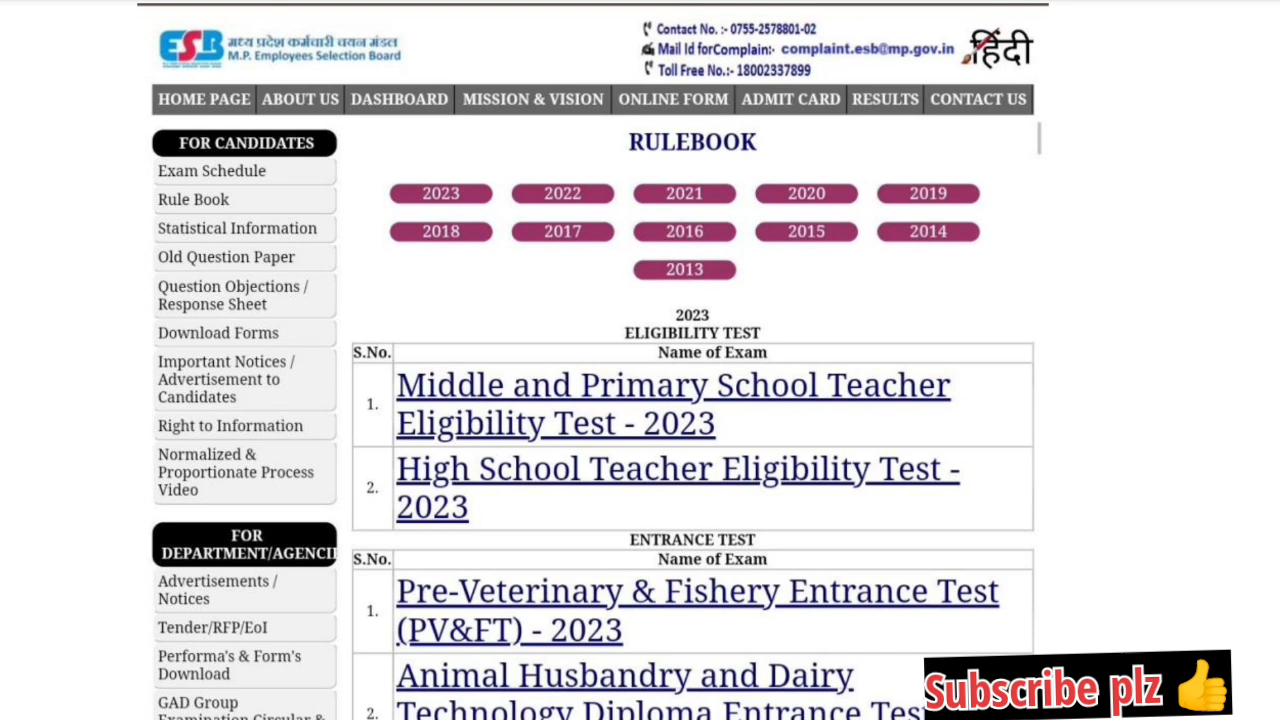 Contact No. :- 0755-2578801-02
ESB मध्य प्रदेश कर्मचारी चयन मंडल
M.P. Employees Selection Board
Mail Id forComplain:- complaint.esb@mp.gov.in
Toll Free No.:- 18002337899
हिंदी
HOME PAGE ABOUT US DASHBOARD MISSION & VISION ONLINE FORM ADMIT CARD RESULTS CONTACT US
FOR CANDIDATES
Exam Schedule
Rule Book
Statistical Information
Old Question Paper
Question Objections /
Response Sheet
Download Forms
Important Notices /
Advertisement to
Candidates
Right to Information
Normalized &
Proportionate Process
Video
FOR
DEPARTMENT/AGENCI
Advertisements /
Notices
Tender/RFP/EoI
Performa's & Form's
Download
GAD Group
Examination Circular &
RULEBOOK
2023 2022 2021 2020 2019
2018 2017 2016 2015 2014
2013
2023
ELIGIBILITY TEST
S.No. Name of Exam
1. Middle and Primary School Teacher
Eligibility Test - 2023
2. High School Teacher Eligibility Test -
2023
ENTRANCE TEST
S.No. Name of Exam
1. Pre-Veterinary & Fishery Entrance Test
(PV&FT) - 2023
2. Animal Husbandry and Dairy
Technology Diploma Entrance Tes
Subscribe plz 👍